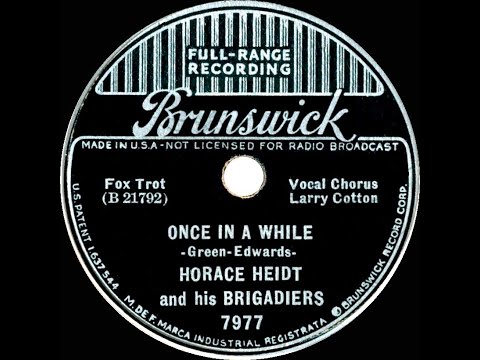 FULL-RANGE
RECORDING
Brunswick
MADE IN U.S.A-NOT LICENSED FOR RADIO BROADCAST
Fox Trot
(B 21792)
Vocal Chorus
Larry Cotton
ONCE IN A WHILE
-Green-Edwards-
HORACE HEIDT
and his BRIGADIERS
7977
U.S. PATENT 1,637,544
M. DE F. MARCA INDUSTRIAL REGISTRATA
℗ BRUNSWICK RECORD CORP.